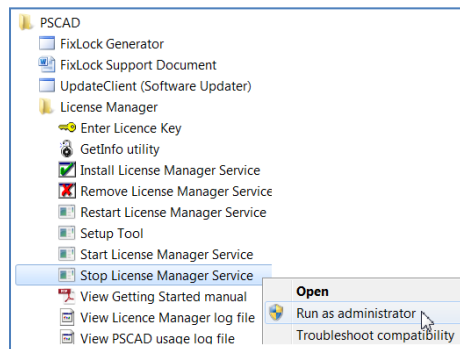 PSCAD
FixLock Generator
FixLock Support Document
UpdateClient (Software Updater)
License Manager
Enter Licence Key
GetInfo utility
Install License Manager Service
Remove License Manager Service
Restart License Manager Service
Setup Tool
Start License Manager Service
Stop License Manager Service
Open
View Getting Started manual
Run as administrator
View Licence Manager log file
Troubleshoot compatibility
View PSCAD usage log file